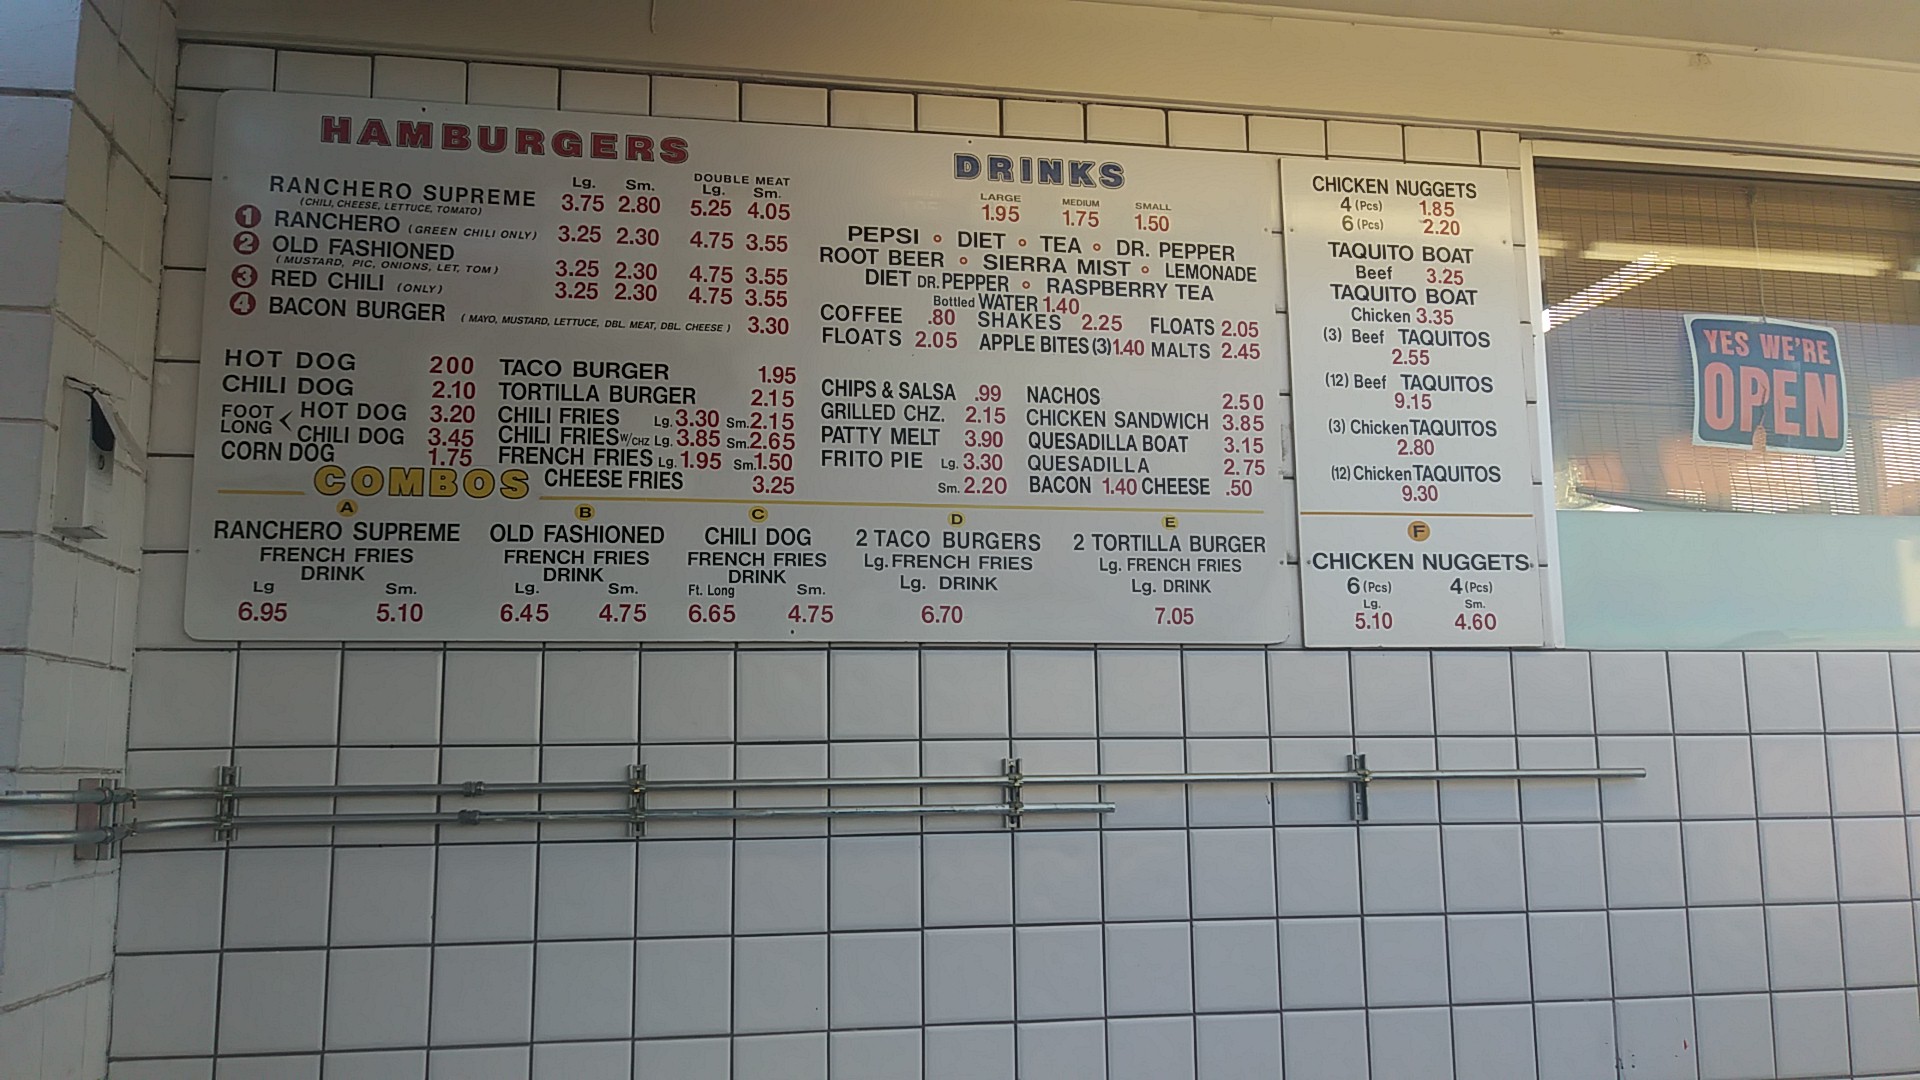 HAMBURGERS
Lg. Sm. DOUBLE MEAT Lg. Sm.
RANCHERO SUPREME 3.75 2.80 5.25 4.05
(CHILI, CHEESE, LETTUCE, TOMATO)
1 RANCHERO (GREEN CHILI ONLY) 3.25 2.30 4.75 3.55
2 OLD FASHIONED
(MUSTARD, PIC, ONIONS, LET, TOM) 3.25 2.30 4.75 3.55
3 RED CHILI (ONLY) 3.25 2.30 4.75 3.55
4 BACON BURGER (MAYO, MUSTARD, LETTUCE, DBL. MEAT, DBL. CHEESE) 3.30
HOT DOG 200
CHILI DOG 2.10
FOOT LONG < HOT DOG 3.20
CHILI DOG 3.45
CORN DOG 1.75
TACO BURGER 1.95
TORTILLA BURGER 2.15
CHILI FRIES Lg. 3.30 Sm. 2.15
CHILI FRIES W/CHZ Lg. 3.85 Sm. 2.65
FRENCH FRIES Lg. 1.95 Sm. 1.50
CHEESE FRIES 3.25
DRINKS
LARGE MEDIUM SMALL
1.95 1.75 1.50
PEPSI ◦ DIET ◦ TEA ◦ DR. PEPPER
ROOT BEER ◦ SIERRA MIST ◦ LEMONADE
DIET DR. PEPPER ◦ RASPBERRY TEA
Bottled WATER 1.40
COFFEE .80 SHAKES 2.25 FLOATS 2.05
FLOATS 2.05 APPLE BITES (3) 1.40 MALTS 2.45
CHIPS & SALSA .99
GRILLED CHZ. 2.15
PATTY MELT 3.90
FRITO PIE Lg. 3.30
Sm. 2.20
NACHOS 2.50
CHICKEN SANDWICH 3.85
QUESADILLA BOAT 3.15
QUESADILLA 2.75
BACON 1.40 CHEESE .50
COMBOS
A
RANCHERO SUPREME
FRENCH FRIES
DRINK
Lg Sm.
6.95 5.10
B
OLD FASHIONED
FRENCH FRIES
DRINK
Lg. Sm.
6.45 4.75
C
CHILI DOG
FRENCH FRIES
DRINK
Ft. Long Sm.
6.65 4.75
D
2 TACO BURGERS
Lg. FRENCH FRIES
Lg. DRINK
6.70
E
2 TORTILLA BURGER
Lg. FRENCH FRIES
Lg. DRINK
7.05
CHICKEN NUGGETS
4 (Pcs) 1.85
6 (Pcs) 2.20
TAQUITO BOAT
Beef 3.25
TAQUITO BOAT
Chicken 3.35
(3) Beef TAQUITOS
2.55
(12) Beef TAQUITOS
9.15
(3) Chicken TAQUITOS
2.80
(12) Chicken TAQUITOS
9.30
F
CHICKEN NUGGETS
6 (Pcs) 4 (Pcs)
Lg. Sm.
5.10 4.60
YES WE'RE
OPEN